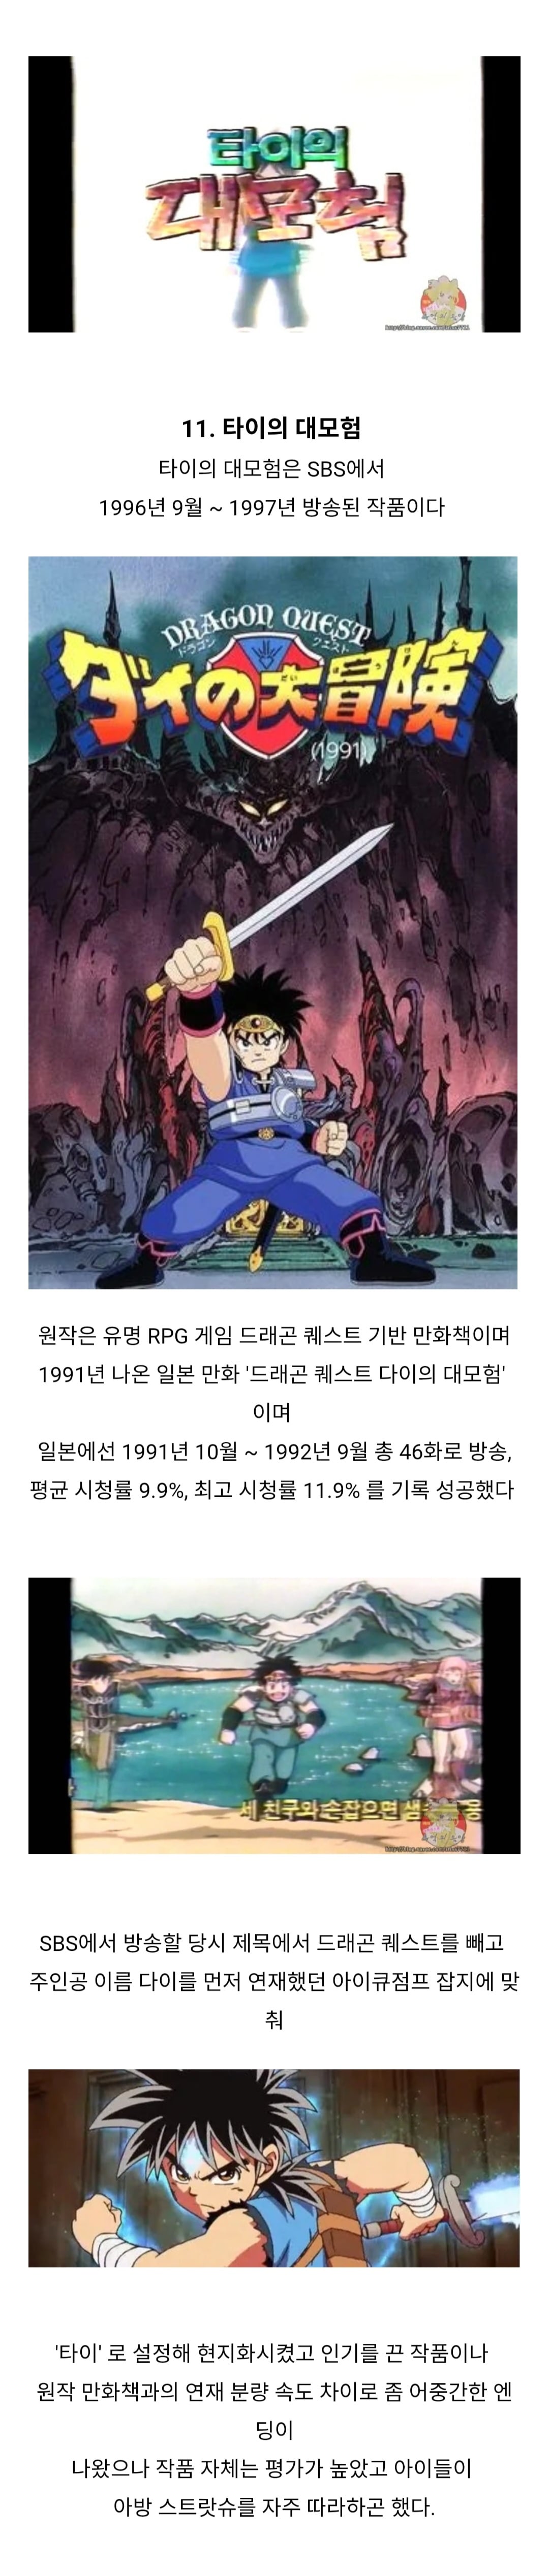 타이의
대모험
11. 타이의 대모험
타이의 대모험은 SBS에서
1996년 9월 ~ 1997년 방송된 작품이다
DRAGON QUEST
ドラゴン クエスト
ダイの大冒険
(1991)
원작은 유명 RPG 게임 드래곤 퀘스트 기반 만화책이며
1991년 나온 일본 만화 '드래곤 퀘스트 다이의 대모험'
이며
일본에선 1991년 10월 ~ 1992년 9월 총 46화로 방송,
평균 시청률 9.9%, 최고 시청률 11.9% 를 기록 성공했다
세 친구와 손잡으면
SBS에서 방송할 당시 제목에서 드래곤 퀘스트를 빼고
주인공 이름 다이를 먼저 연재했던 아이큐점프 잡지에 맞
춰
'타이' 로 설정해 현지화시켰고 인기를 끈 작품이나
원작 만화책과의 연재 분량 속도 차이로 좀 어중간한 엔
딩이
나왔으나 작품 자체는 평가가 높았고 아이들이
아방 스트랏슈를 자주 따라하곤 했다.